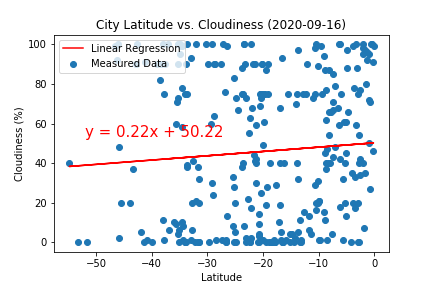 City Latitude vs. Cloudiness (2020-09-16)
Linear Regression
Measured Data
y = 0.22x + 50.22
Cloudiness (%)
100
80
60
40
20
0
−50 −40 −30 −20 −10 0
Latitude